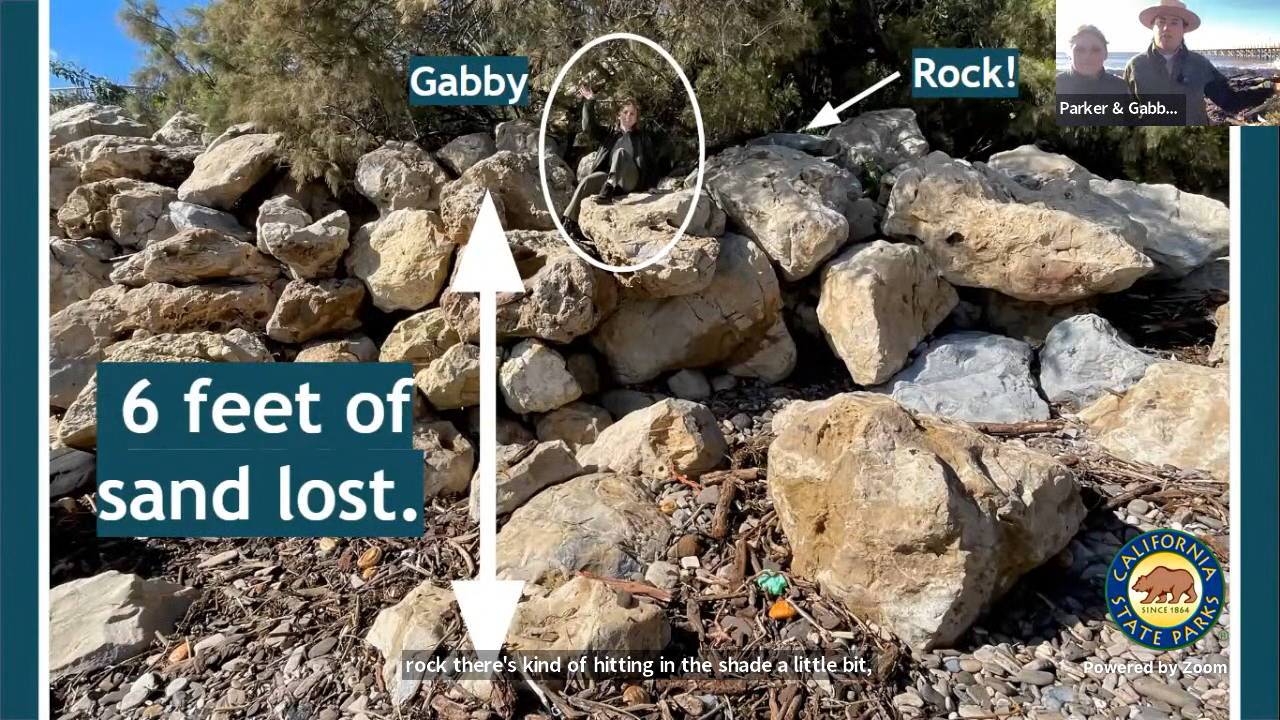 Gabby
Rock!
Parker & Gabb...
6 feet of
sand lost.
CALIFORNIA
SINCE 1864
STATE PARKS
Powered by Zoom
rock there's kind of hitting in the shade a little bit,